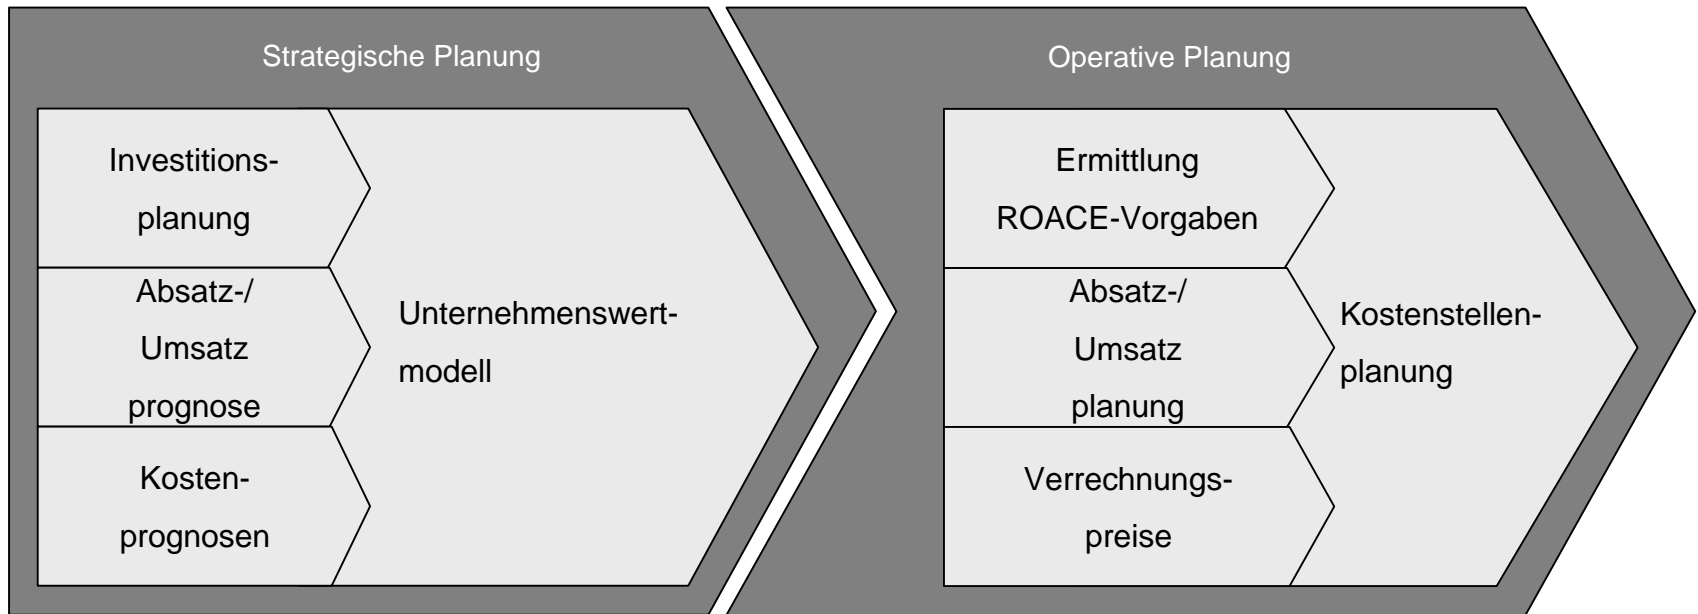 Strategische Planung
Investitions-
planung
Absatz-/
Umsatz
prognose
Kosten-
prognosen
Unternehmenswert-
modell
Operative Planung
Ermittlung
ROACE-Vorgaben
Absatz-/
Umsatz
planung
Verrechnungs-
preise
Kostenstellen-
planung